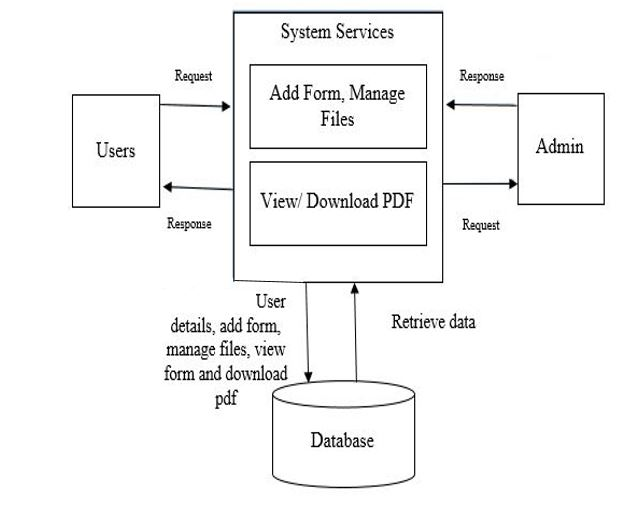 System Services
Request
Response
Add Form, Manage
Files
Users
Admin
View/ Download PDF
Response
Request
User
details, add form,
manage files, view
form and download
pdf
Retrieve data
Database